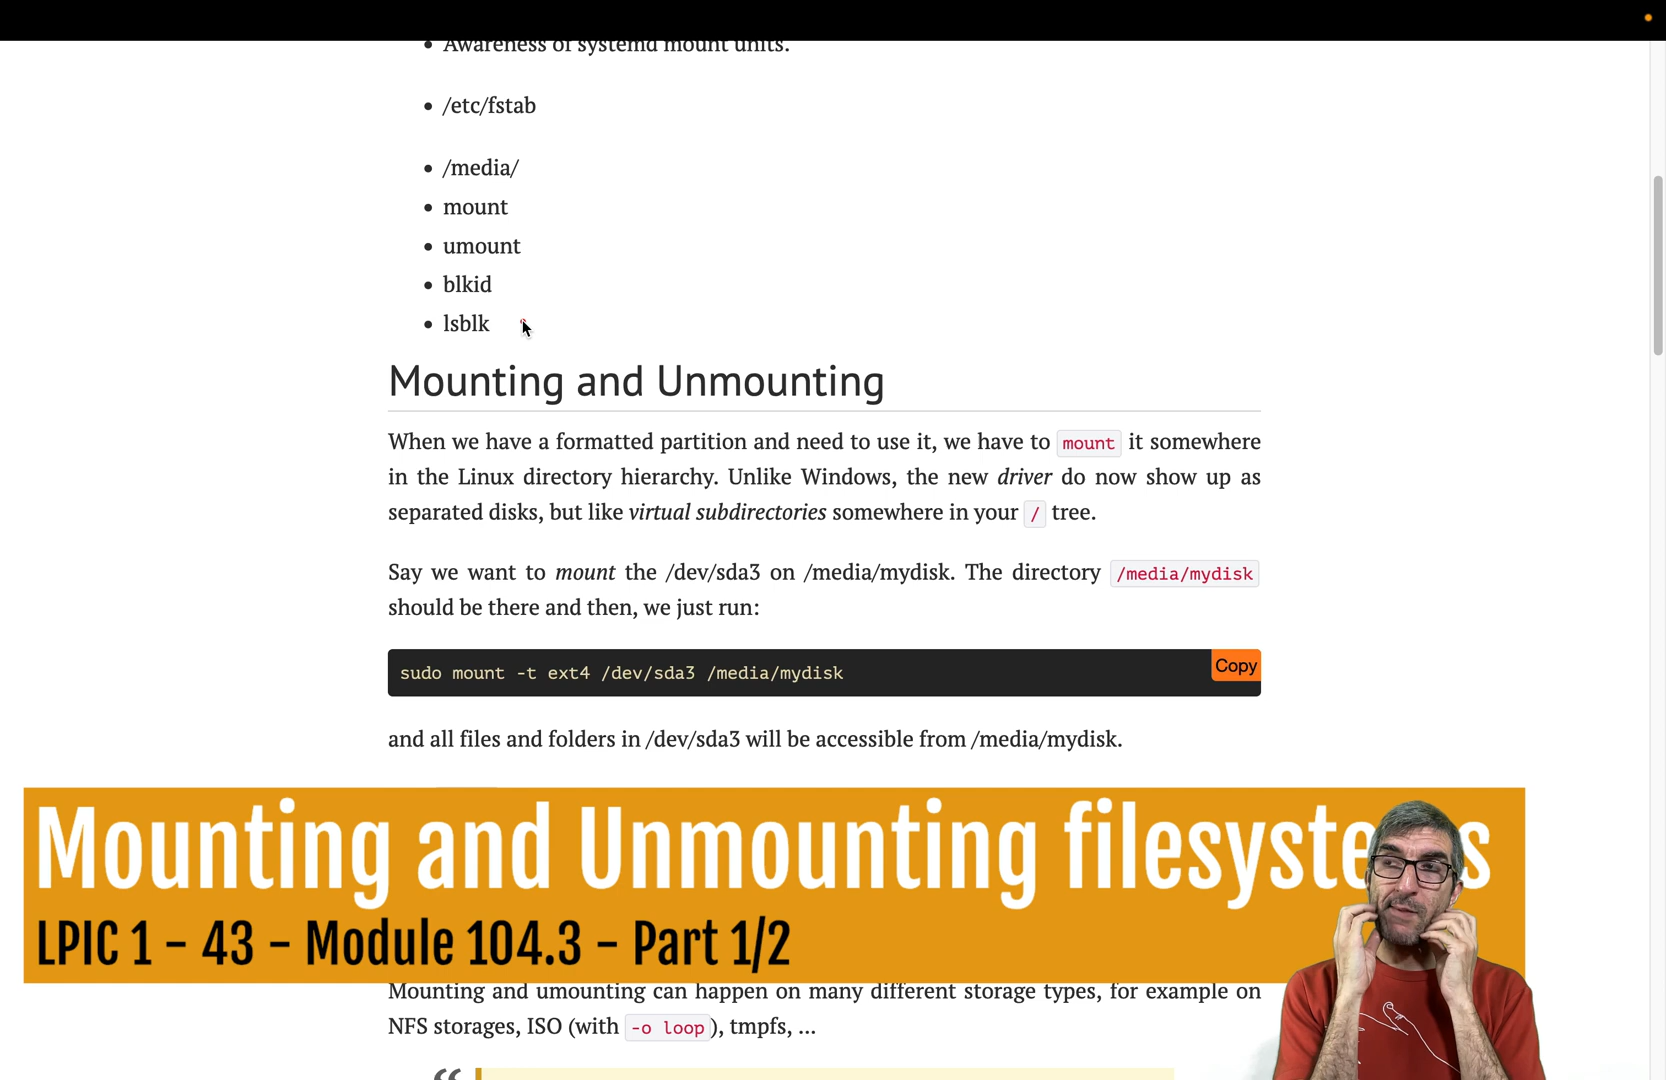 Awareness of systemd mount units.
/etc/fstab
/media/
mount
umount
blkid
lsblk
Mounting and Unmounting
When we have a formatted partition and need to use it, we have to mount it somewhere
in the Linux directory hierarchy. Unlike Windows, the new driver do now show up as
separated disks, but like virtual subdirectories somewhere in your / tree.
Say we want to mount the /dev/sda3 on /media/mydisk. The directory /media/mydisk
should be there and then, we just run:
sudo mount -t ext4 /dev/sda3 /media/mydisk
Copy
and all files and folders in /dev/sda3 will be accessible from /media/mydisk.
Mounting and Unmounting filesystems
LPIC 1 - 43 - Module 104.3 - Part 1/2
Mounting and umounting can happen on many different storage types, for example on
NFS storages, ISO (with -o loop), tmpfs, ...